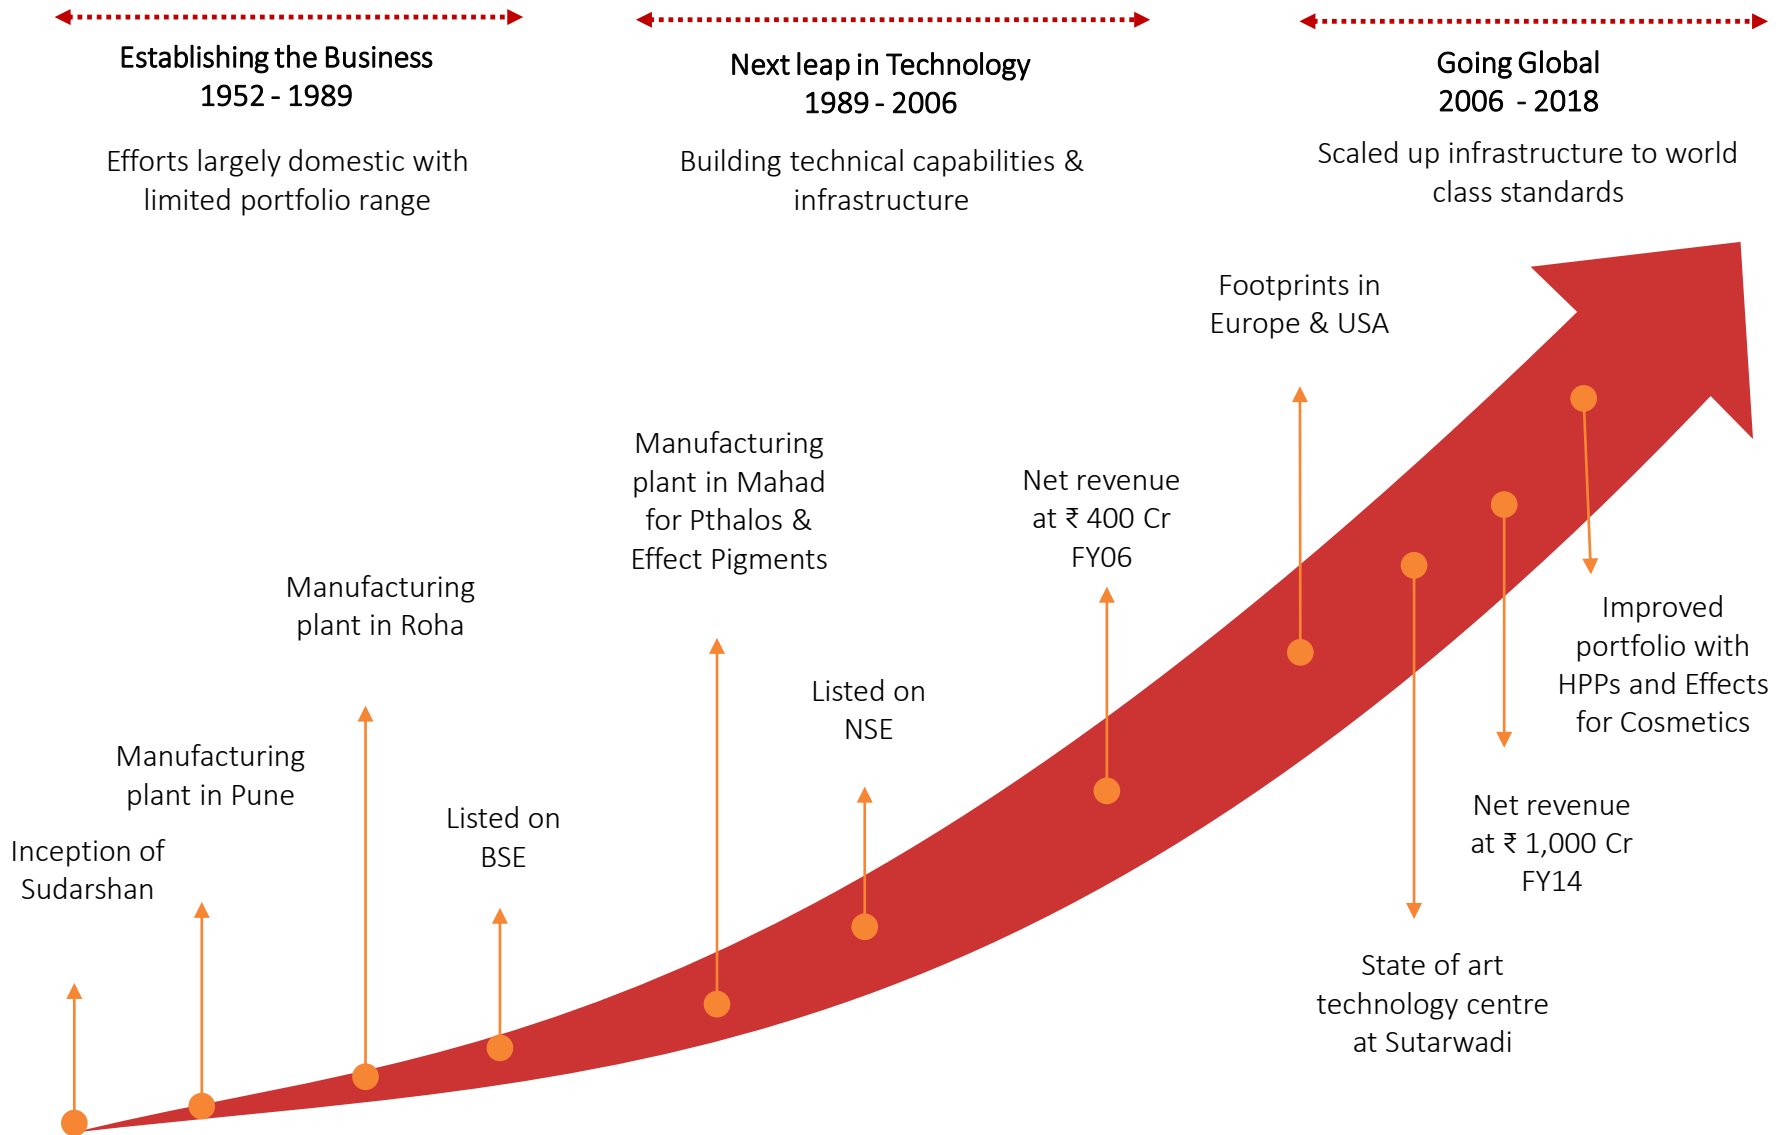 Establishing the Business
1952 - 1989
Efforts largely domestic with
limited portfolio range
Next leap in Technology
1989 - 2006
Building technical capabilities &
infrastructure
Going Global
2006 - 2018
Scaled up infrastructure to world
class standards
Inception of
Sudarshan
Manufacturing
plant in Pune
Manufacturing
plant in Roha
Listed on
BSE
Manufacturing
plant in Mahad
for Pthalos &
Effect Pigments
Listed on
NSE
Net revenue
at ₹ 400 Cr
FY06
Footprints in
Europe & USA
State of art
technology centre
at Sutarwadi
Net revenue
at ₹ 1,000 Cr
FY14
Improved
portfolio with
HPPs and Effects
for Cosmetics